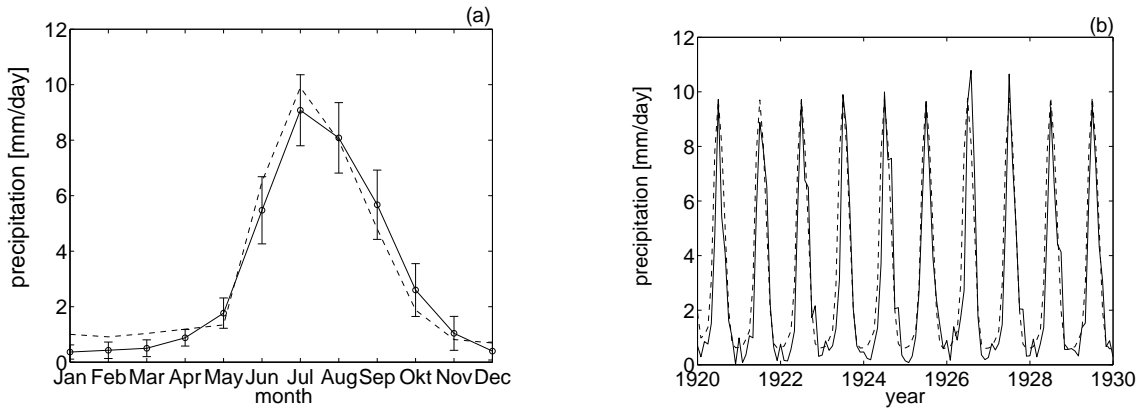 (a)
12
10
8
6
4
2
0
precipitation [mm/day]
Jan Feb Mar Apr May Jun Jul Aug Sep Okt Nov Dec
month
(b)
12
10
8
6
4
2
0
precipitation [mm/day]
1920 1922 1924 1926 1928 1930
year